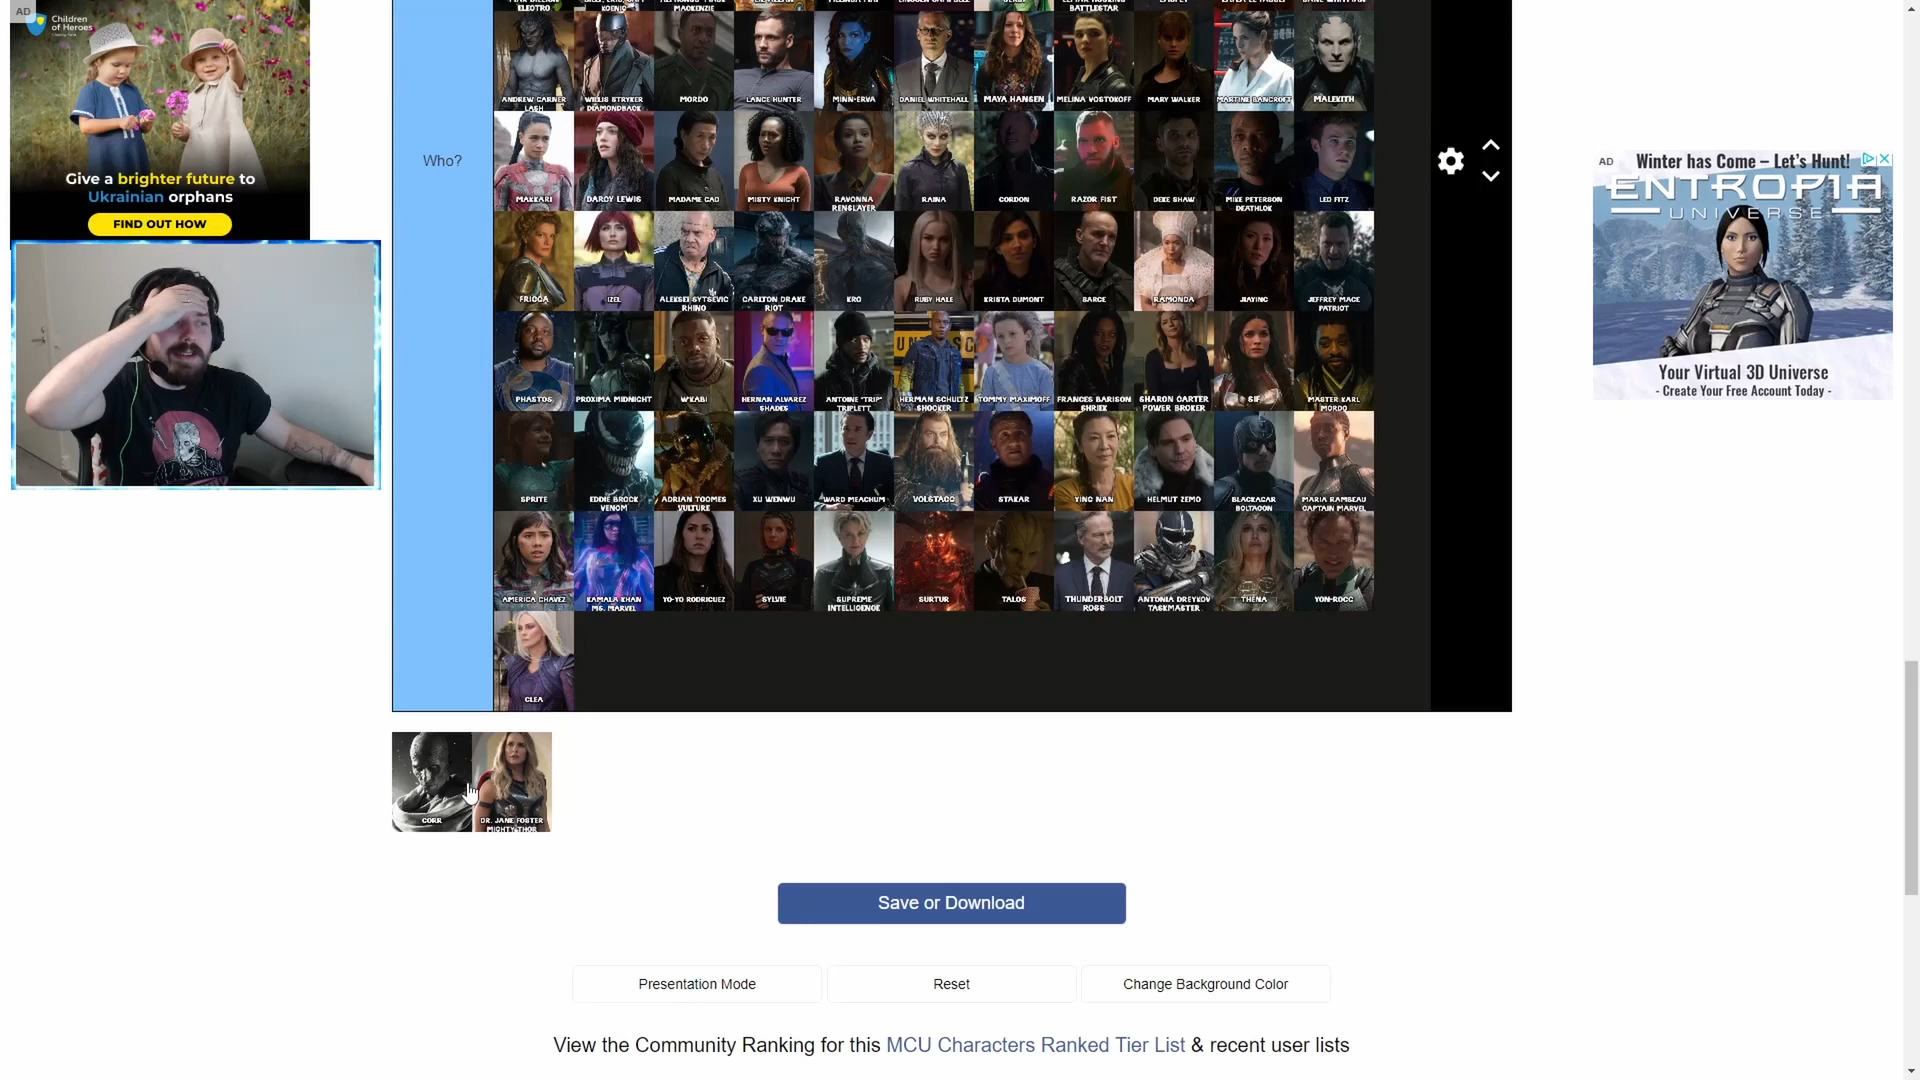 AD
Children
of Heroes
Give a brighter future to
Ukrainian orphans
FIND OUT HOW
ELECTRO
KOENIG
MACKENZIE
BATTLESTAR
ANDREW GARNER
LASH
WILLIS STRYKER
DIAMONDBACK
MORDO
LANCE HUNTER
MINN-ERVA
DANIEL WHITEHALL
MAYA HANSEN
MELINA VOSTOKOFF
MARY WALKER
MARTINE BANCROFT
MALEKITH
Who?
MAKKARI
DARCY LEWIS
MADAME GAO
MISTY KNIGHT
RAVONNA
RENSLAYER
RAINA
GORDON
RAZOR FIST
DEKE SHAW
MIKE PETERSON
DEATHLOK
LEO FITZ
FRIGGA
IZEL
ALEKSEI SYTSEVIC
RHINO
CARLTON DRAKE
RIOT
KRO
RUBY HALE
KRISTA DUMONT
SARGE
RAMONDA
JIAYING
JEFFREY MACE
PATRIOT
PHASTOS
PROXIMA MIDNIGHT
W'KABI
HERNAN ALVAREZ
SHADES
ANTOINE "TRIP"
TRIPLETT
HERMAN SCHULTZ
SHOCKER
TOMMY MAXIMOFF
FRANCES BARISON
SHRIEK
SHARON CARTER
POWER BROKER
SIF
MASTER KARL
MORDO
SPRITE
EDDIE BROCK
VENOM
ADRIAN TOOMES
VULTURE
XU WENWU
WARD MEACHUM
VOLSTAGG
STAKAR
YING NAN
HELMUT ZEMO
BLACKAGAR
BOLTAGON
MARIA RAMBEAU
CAPTAIN MARVEL
AMERICA CHAVEZ
KAMALA KHAN
MS. MARVEL
YO-YO RODRIGUEZ
SYLVIE
SUPREME
INTELLIGENCE
SURTUR
TALOS
THUNDERBOLT
ROSS
ANTONIA DREYKOV
TASKMASTER
THENA
YON-ROGG
CLEA
GORR
DR. JANE FOSTER
MIGHTY THOR
AD
Winter has Come – Let's Hunt!
ENTROPIA
UNIVERSE
Your Virtual 3D Universe
- Create Your Free Account Today -
Save or Download
Presentation Mode
Reset
Change Background Color
View the Community Ranking for this MCU Characters Ranked Tier List & recent user lists